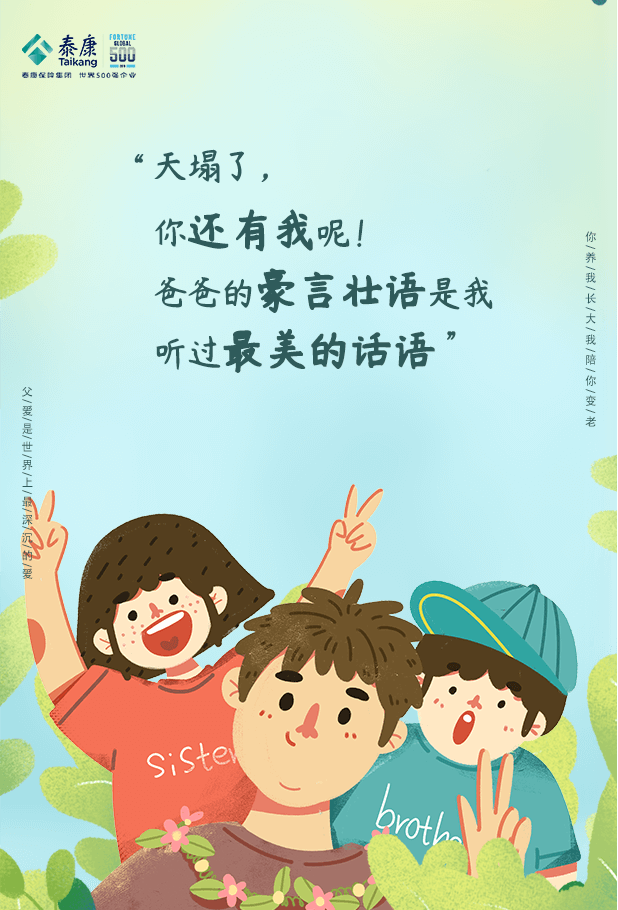 泰康
Taikang
FORTUNE
GLOBAL
500
泰康保险集团 世界500强企业
“天塌了，
你还有我呢！
爸爸的豪言壮语是我
听过最美的话语”
你/养/我/长/大/我/陪/你/变/老
父/爱/是/世/界/上/最/深/沉/的/爱
sister
brothe